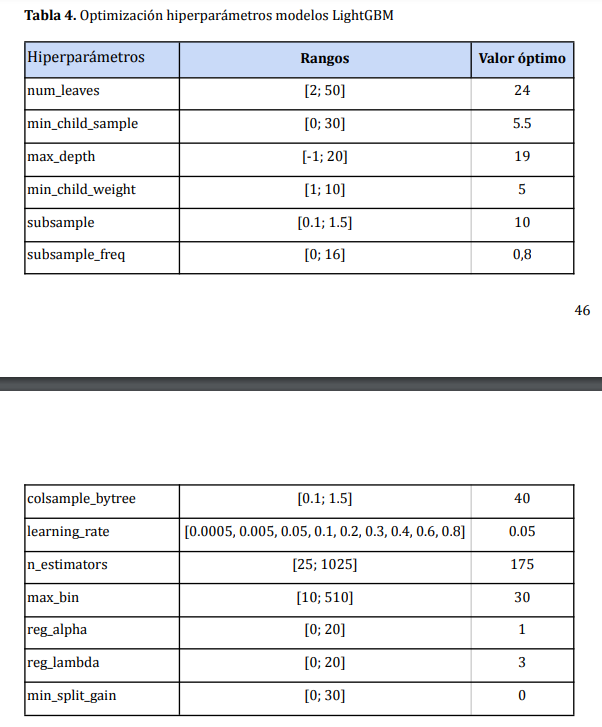 Tabla 4. Optimización hiperparámetros modelos LightGBM
Hiperparámetros Rangos Valor óptimo
num_leaves [2; 50] 24
min_child_sample [0; 30] 5.5
max_depth [-1; 20] 19
min_child_weight [1; 10] 5
subsample [0.1; 1.5] 10
subsample_freq [0; 16] 0,8
46
colsample_bytree [0.1; 1.5] 40
learning_rate [0.0005, 0.005, 0.05, 0.1, 0.2, 0.3, 0.4, 0.6, 0.8] 0.05
n_estimators [25; 1025] 175
max_bin [10; 510] 30
reg_alpha [0; 20] 1
reg_lambda [0; 20] 3
min_split_gain [0; 30] 0